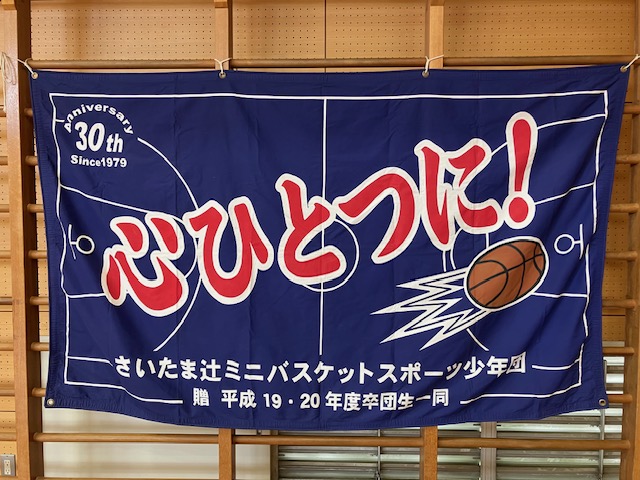 Anniversary
30th
Since1979
心ひとつに!
さいたま辻ミニバスケットスポーツ少年団
贈 平成19・20年度卒団生一同